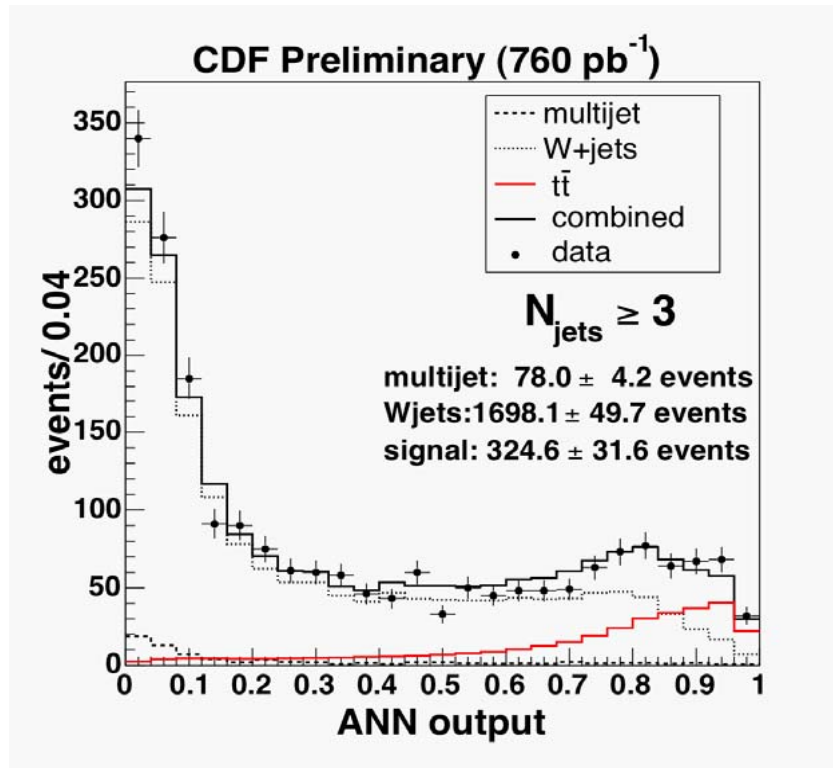 CDF Preliminary (760 pb⁻¹)
events/ 0.04
350
300
250
200
150
100
50
0
multijet
W+jets
tt̄
combined
data
N_jets ≥ 3
multijet: 78.0 ± 4.2 events
Wjets:1698.1 ± 49.7 events
signal: 324.6 ± 31.6 events
0 0.1 0.2 0.3 0.4 0.5 0.6 0.7 0.8 0.9 1
ANN output